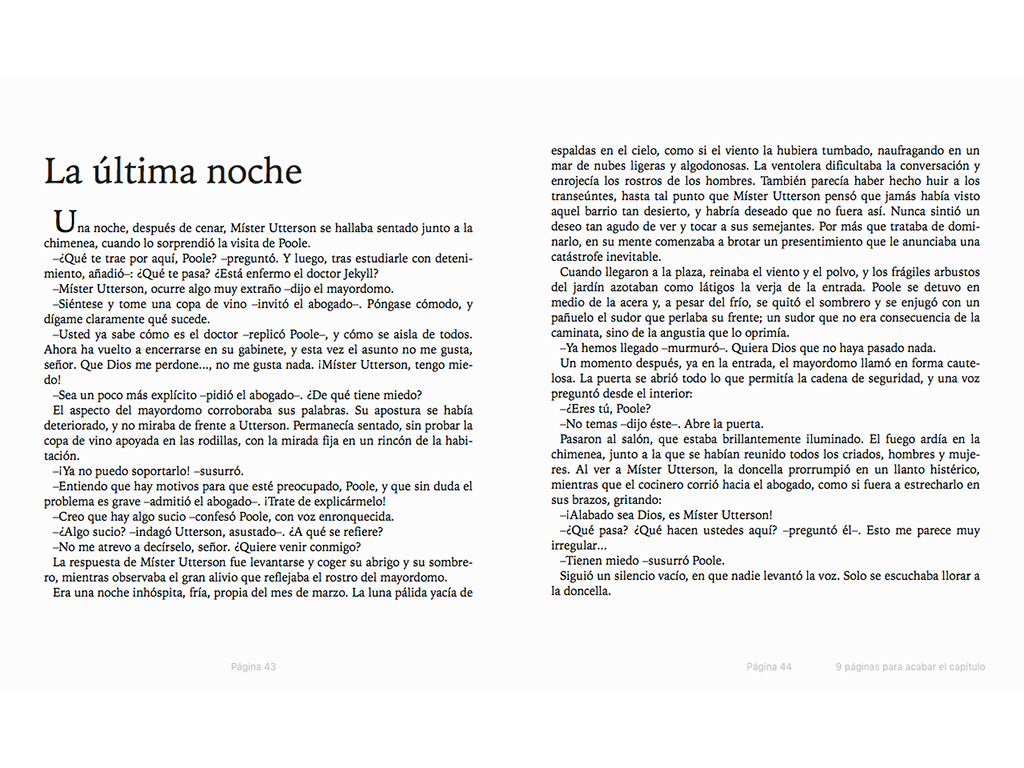 La última noche
Una noche, después de cenar, Míster Utterson se hallaba sentado junto a la
chimenea, cuando lo sorprendió la visita de Poole.
–¿Qué te trae por aquí, Poole? –preguntó. Y luego, tras estudiarle con deteni-
miento, añadió–: ¿Qué te pasa? ¿Está enfermo el doctor Jekyll?
–Míster Utterson, ocurre algo muy extraño –dijo el mayordomo.
–Siéntese y tome una copa de vino –invitó el abogado–. Póngase cómodo, y
dígame claramente qué sucede.
–Usted ya sabe cómo es el doctor –replicó Poole–, y cómo se aisla de todos.
Ahora ha vuelto a encerrarse en su gabinete, y esta vez el asunto no me gusta,
señor. Que Dios me perdone..., no me gusta nada. ¡Míster Utterson, tengo mie-
do!
–Sea un poco más explícito –pidió el abogado–. ¿De qué tiene miedo?
El aspecto del mayordomo corroboraba sus palabras. Su apostura se había
deteriorado, y no miraba de frente a Utterson. Permanecía sentado, sin probar la
copa de vino apoyada en las rodillas, con la mirada fija en un rincón de la habi-
tación.
–¡Ya no puedo soportarlo! –susurró.
–Entiendo que hay motivos para que esté preocupado, Poole, y que sin duda el
problema es grave –admitió el abogado–. ¡Trate de explicármelo!
–Creo que hay algo sucio –confesó Poole, con voz enronquecida.
–¿Algo sucio? –indagó Utterson, asustado–. ¿A qué se refiere?
–No me atrevo a decírselo, señor. ¿Quiere venir conmigo?
La respuesta de Míster Utterson fue levantarse y coger su abrigo y su sombre-
ro, mientras observaba el gran alivio que reflejaba el rostro del mayordomo.
Era una noche inhóspita, fría, propia del mes de marzo. La luna pálida yacía de
Página 43
espaldas en el cielo, como si el viento la hubiera tumbado, naufragando en un
mar de nubes ligeras y algodonosas. La ventolera dificultaba la conversación y
enrojecía los rostros de los hombres. También parecía haber hecho huir a los
transeúntes, hasta tal punto que Míster Utterson pensó que jamás había visto
aquel barrio tan desierto, y habría deseado que no fuera así. Nunca sintió un
deseo tan agudo de ver y tocar a sus semejantes. Por más que trataba de domi-
narlo, en su mente comenzaba a brotar un presentimiento que le anunciaba una
catástrofe inevitable.
Cuando llegaron a la plaza, reinaba el viento y el polvo, y los frágiles arbustos
del jardín azotaban como látigos la verja de la entrada. Poole se detuvo en
medio de la acera y, a pesar del frío, se quitó el sombrero y se enjugó con un
pañuelo el sudor que perlaba su frente; un sudor que no era consecuencia de la
caminata, sino de la angustia que lo oprimía.
–Ya hemos llegado –murmuró–. Quiera Dios que no haya pasado nada.
Un momento después, ya en la entrada, el mayordomo llamó en forma caute-
losa. La puerta se abrió todo lo que permitía la cadena de seguridad, y una voz
preguntó desde el interior:
–¿Eres tú, Poole?
–No temas –dijo éste–. Abre la puerta.
Pasaron al salón, que estaba brillantemente iluminado. El fuego ardía en la
chimenea, junto a la que se habían reunido todos los criados, hombres y muje-
res. Al ver a Míster Utterson, la doncella prorrumpió en un llanto histérico,
mientras que el cocinero corrió hacia el abogado, como si fuera a estrecharlo en
sus brazos, gritando:
–¡Alabado sea Dios, es Míster Utterson!
–¿Qué pasa? ¿Qué hacen ustedes aquí? –preguntó él–. Esto me parece muy
irregular...
–Tienen miedo –susurró Poole.
Siguió un silencio vacío, en que nadie levantó la voz. Solo se escuchaba llorar a
la doncella.
Página 44
9 páginas para acabar el capítulo